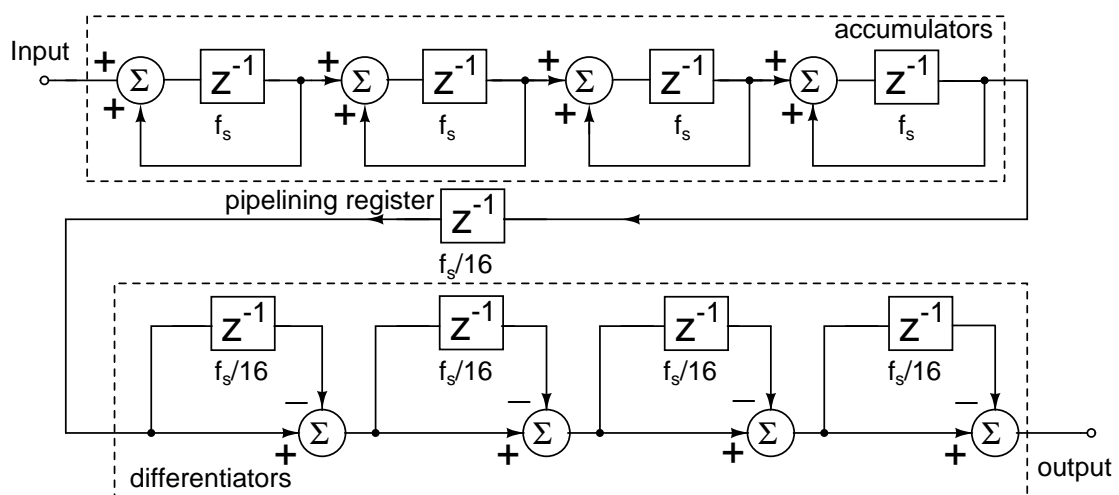 accumulators
Input
+ Σ z⁻¹ + Σ z⁻¹ + Σ z⁻¹ + Σ z⁻¹
+ + + +
fₛ fₛ fₛ fₛ
pipelining register
z⁻¹
fₛ/16
z⁻¹ z⁻¹ z⁻¹ z⁻¹
fₛ/16 fₛ/16 fₛ/16 fₛ/16
− − − −
Σ Σ Σ Σ
+ + + +
differentiators
output